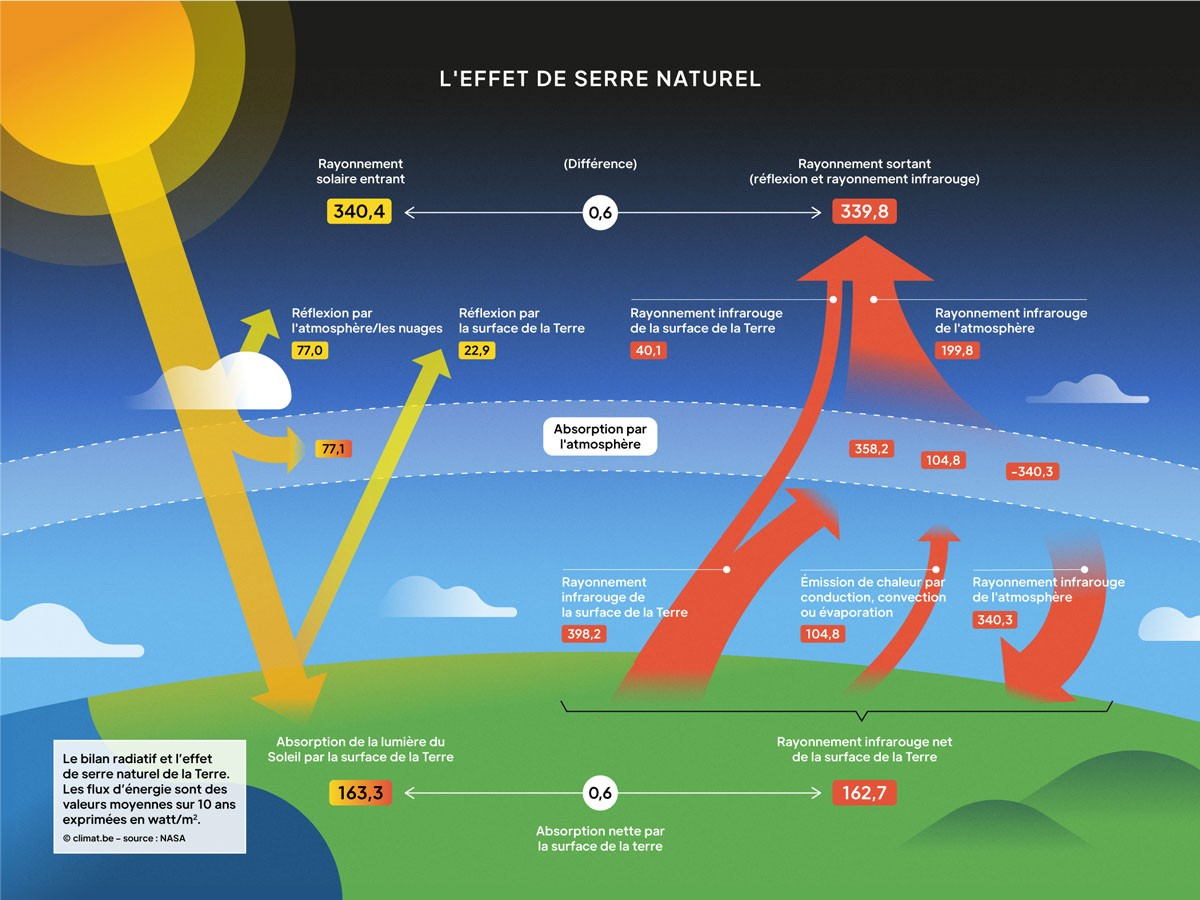 L'EFFET DE SERRE NATUREL
Rayonnement
solaire entrant
340,4
(Différence)
0,6
Rayonnement sortant
(réflexion et rayonnement infrarouge)
339,8
Réflexion par
l'atmosphère/les nuages
77,0
Réflexion par
la surface de la Terre
22,9
Rayonnement infrarouge
de la surface de la Terre
40,1
Rayonnement infrarouge
de l'atmosphère
199,8
77,1
Absorption par
l'atmosphère
358,2
104,8
-340,3
Rayonnement
infrarouge de
la surface de la Terre
398,2
Émission de chaleur par
conduction, convection
ou évaporation
104,8
Rayonnement infrarouge
de l'atmosphère
340,3
Absorption de la lumière du
Soleil par la surface de la Terre
163,3
0,6
Absorption nette par
la surface de la terre
Rayonnement infrarouge net
de la surface de la Terre
162,7
Le bilan radiatif et l'effet
de serre naturel de la Terre.
Les flux d'énergie sont des
valeurs moyennes sur 10 ans
exprimées en watt/m².
© climat.be – source : NASA